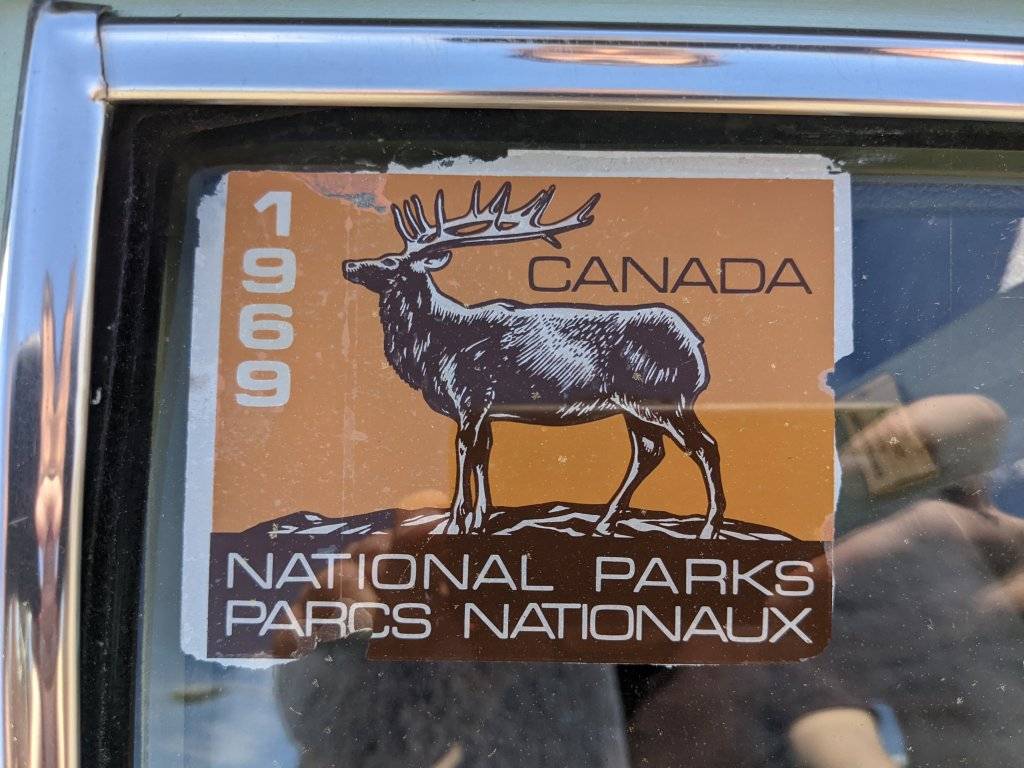 1969
CANADA
NATIONAL PARKS
PARCS NATIONAUX